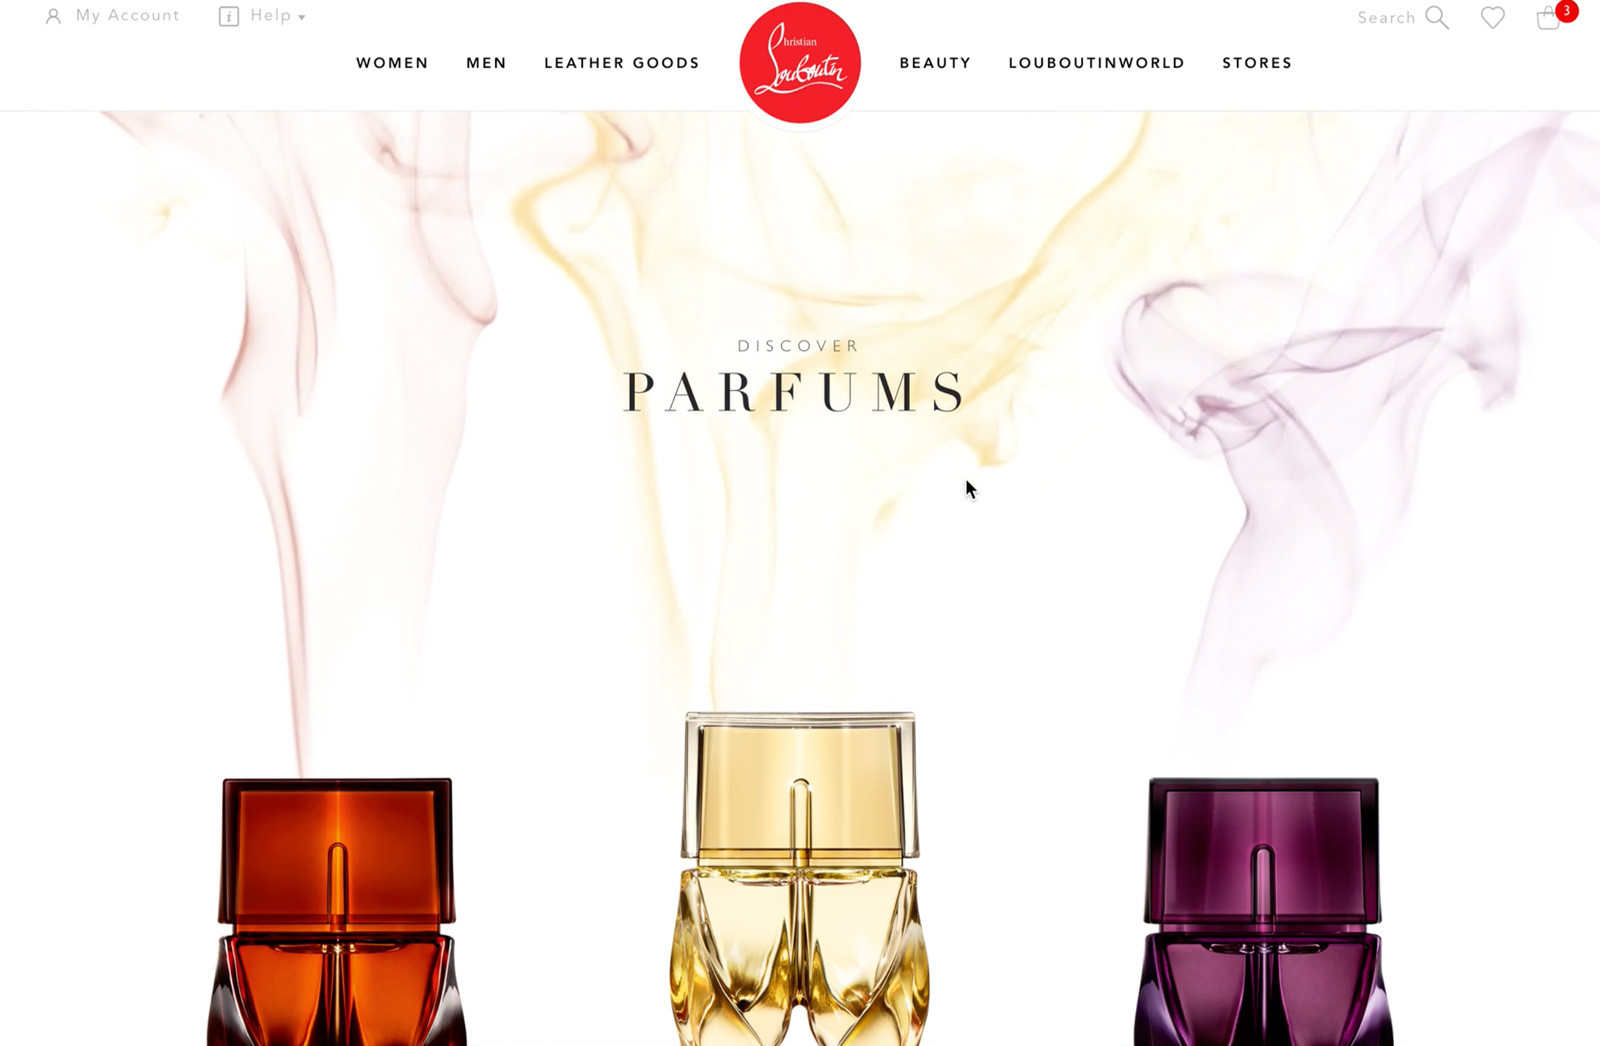 My Account
Help
Search
3
WOMEN
MEN
LEATHER GOODS
Christian
Louboutin
BEAUTY
LOUBOUTINWORLD
STORES
DISCOVER
PARFUMS